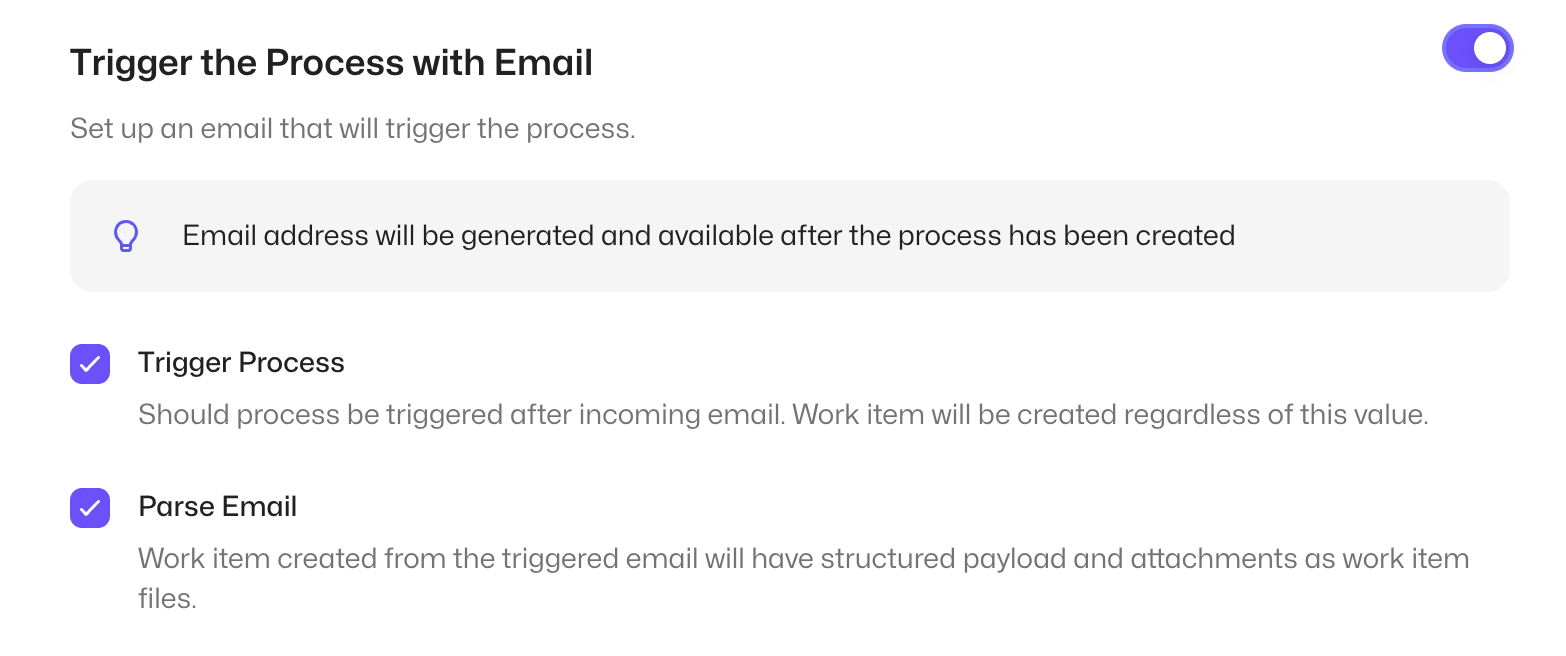 Trigger the Process with Email
Set up an email that will trigger the process.
Email address will be generated and available after the process has been created
Trigger Process
Should process be triggered after incoming email. Work item will be created regardless of this value.
Parse Email
Work item created from the triggered email will have structured payload and attachments as work item
files.